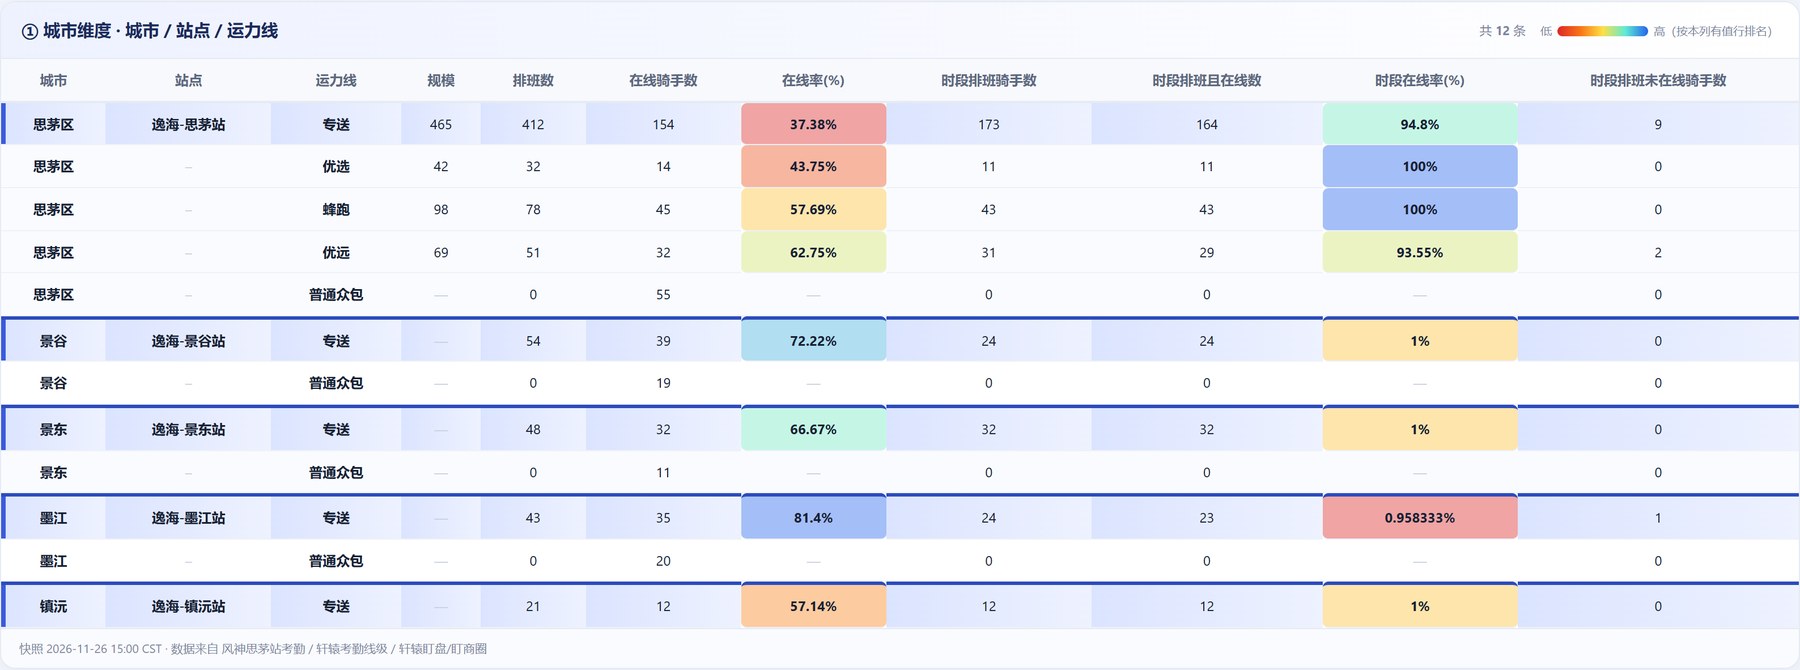 ① 城市维度 · 城市 / 站点 / 运力线
共 12 条 低 高 (按本列有值行排名)
城市 站点 运力线 规模 排班数 在线骑手数 在线率(%) 时段排班骑手数 时段排班且在线数 时段在线率(%) 时段排班未在线骑手数
思茅区 逸海-思茅站 专送 465 412 154 37.38% 173 164 94.8% 9
思茅区 – 优选 42 32 14 43.75% 11 11 100% 0
思茅区 – 蜂跑 98 78 45 57.69% 43 43 100% 0
思茅区 – 优远 69 51 32 62.75% 31 29 93.55% 2
思茅区 – 普通众包 — 0 55 — 0 0 — 0
景谷 逸海-景谷站 专送 — 54 39 72.22% 24 24 1% 0
景谷 – 普通众包 — 0 19 — 0 0 — 0
景东 逸海-景东站 专送 — 48 32 66.67% 32 32 1% 0
景东 – 普通众包 — 0 11 — 0 0 — 0
墨江 逸海-墨江站 专送 — 43 35 81.4% 24 23 0.958333% 1
墨江 – 普通众包 — 0 20 — 0 0 — 0
镇沅 逸海-镇沅站 专送 — 21 12 57.14% 12 12 1% 0
快照 2026-11-26 15:00 CST · 数据来自 风神思茅站考勤 / 轩辕考勤线级 / 轩辕盯盘/盯商圈